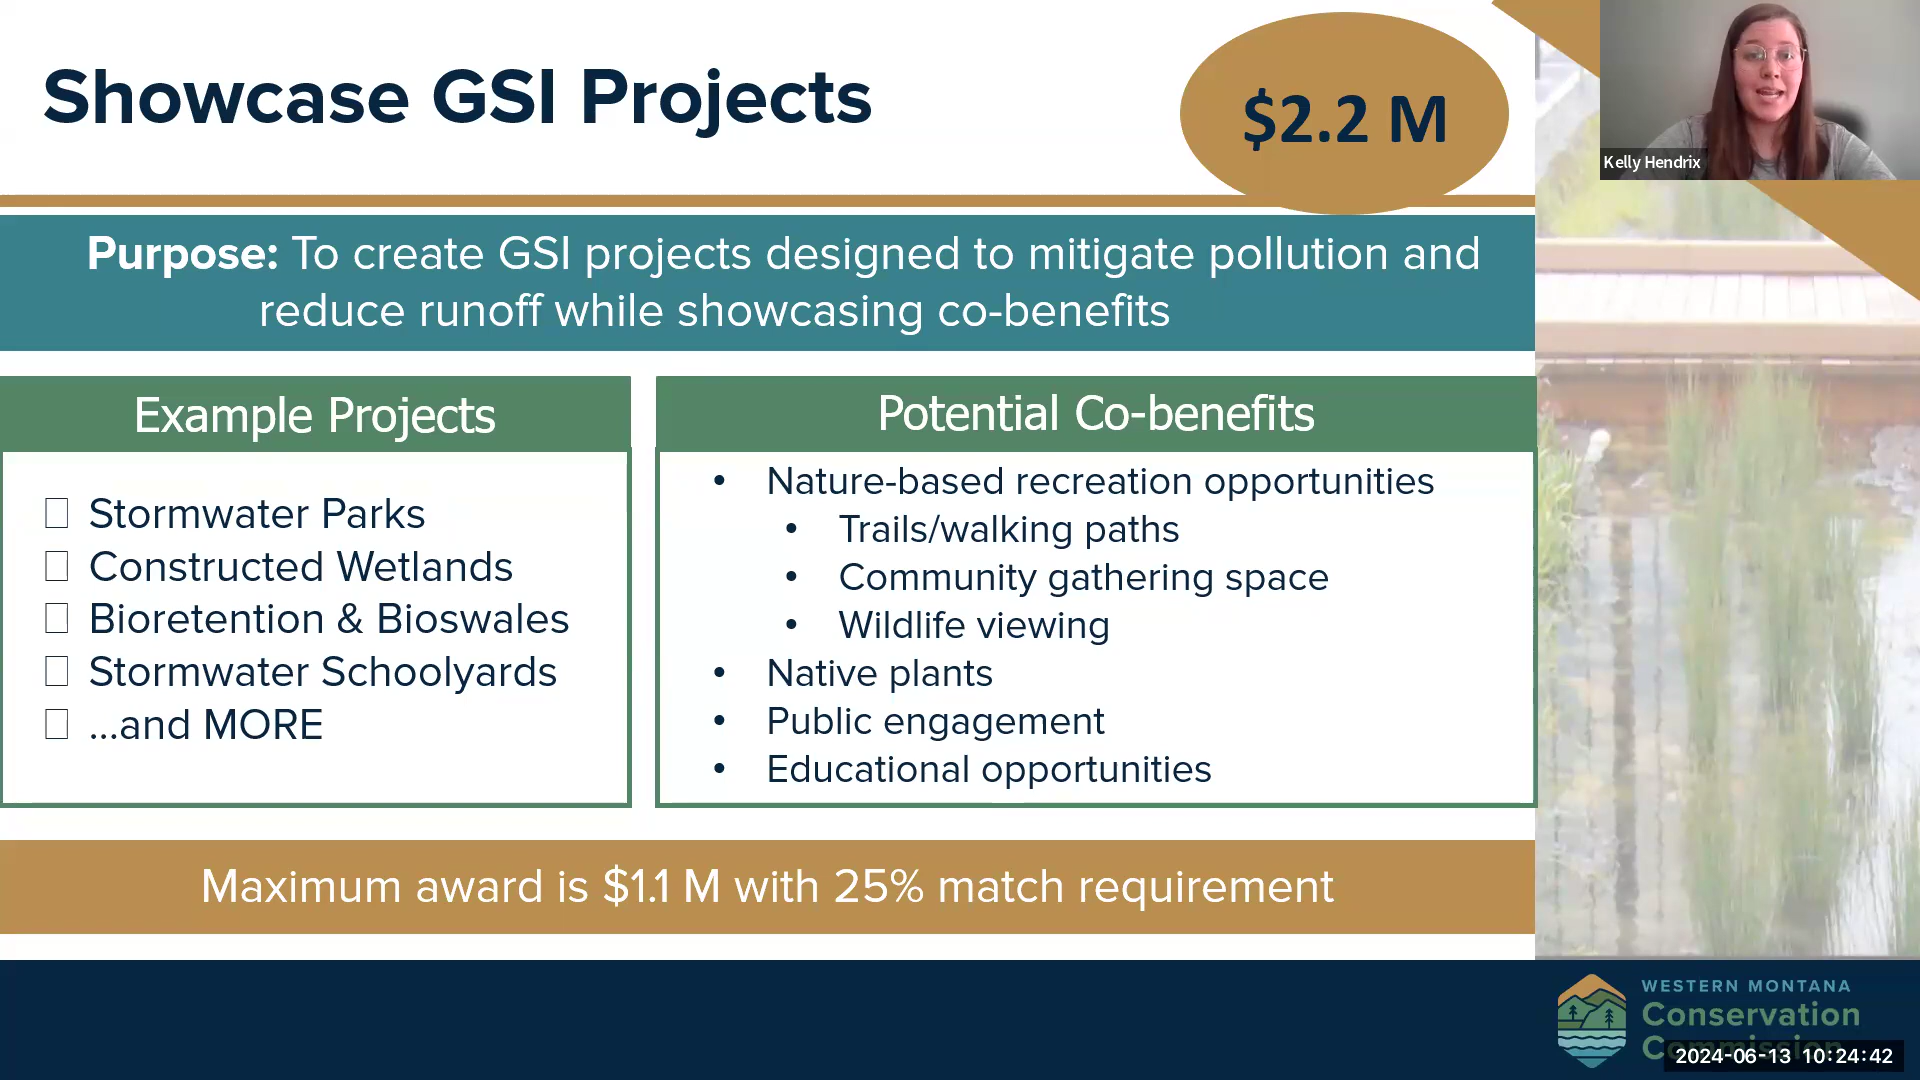 Showcase GSI Projects
$2.2 M
Kelly Hendrix
Purpose: To create GSI projects designed to mitigate pollution and
reduce runoff while showcasing co-benefits
Example Projects
Stormwater Parks
Constructed Wetlands
Bioretention & Bioswales
Stormwater Schoolyards
...and MORE
Potential Co-benefits
• Nature-based recreation opportunities
• Trails/walking paths
• Community gathering space
• Wildlife viewing
• Native plants
• Public engagement
• Educational opportunities
Maximum award is $1.1 M with 25% match requirement
WESTERN MONTANA
Conservation
Commission
2024-06-13 10:24:42